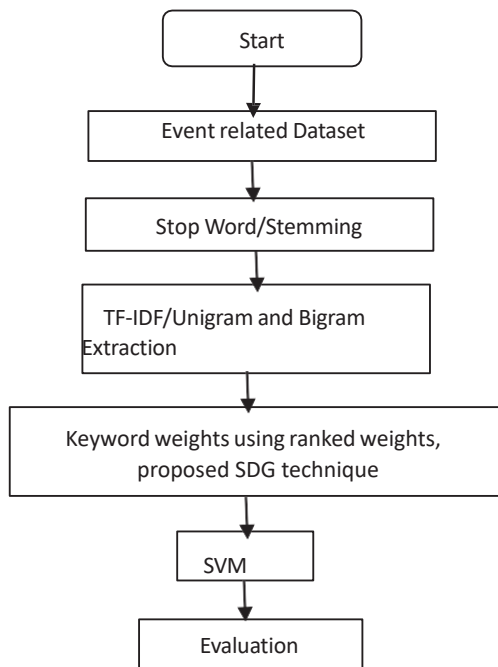 Start
Event related Dataset
Stop Word/Stemming
TF-IDF/Unigram and Bigram
Extraction
Keyword weights using ranked weights,
proposed SDG technique
SVM
Evaluation